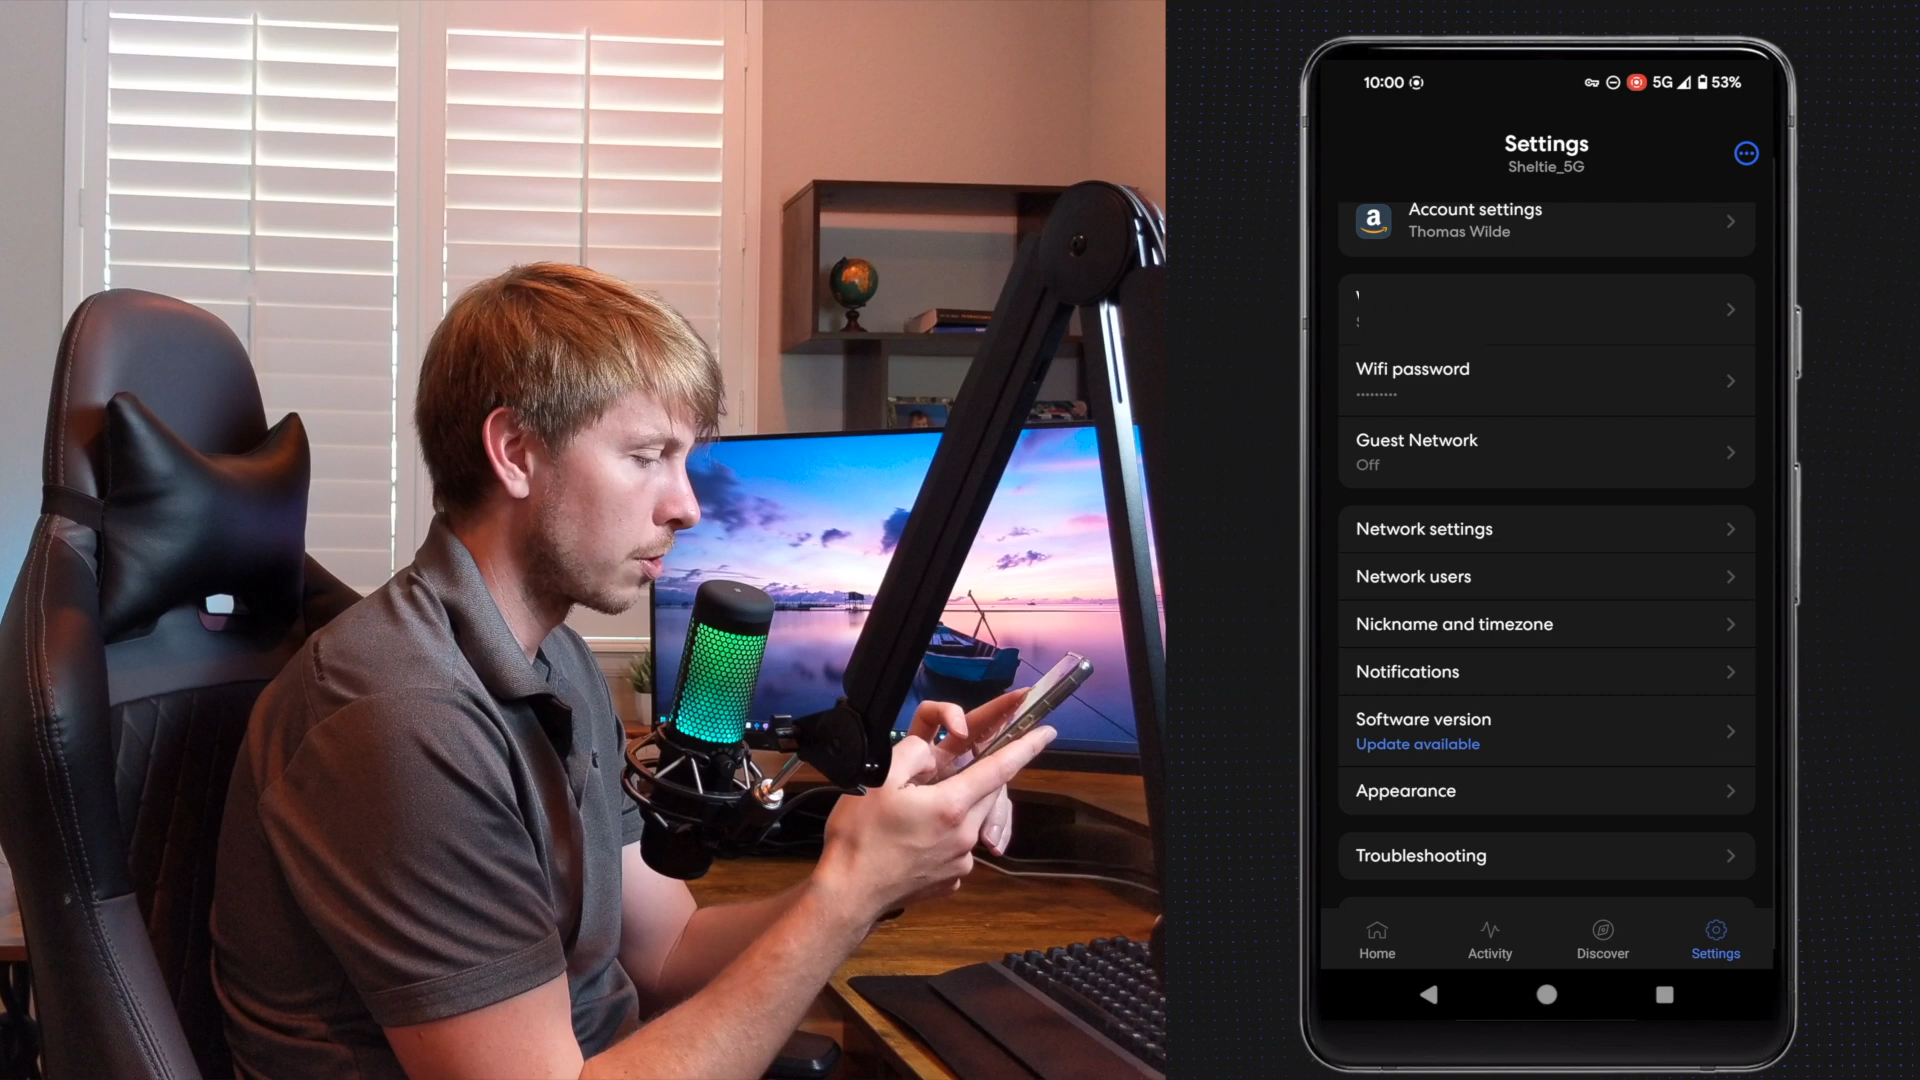 10:00
5G
53%
Settings
Sheltie_5G
a
Account settings
Thomas Wilde
Wifi password
Guest Network
Off
Network settings
Network users
Nickname and timezone
Notifications
Software version
Update available
Appearance
Troubleshooting
Home
Activity
Discover
Settings